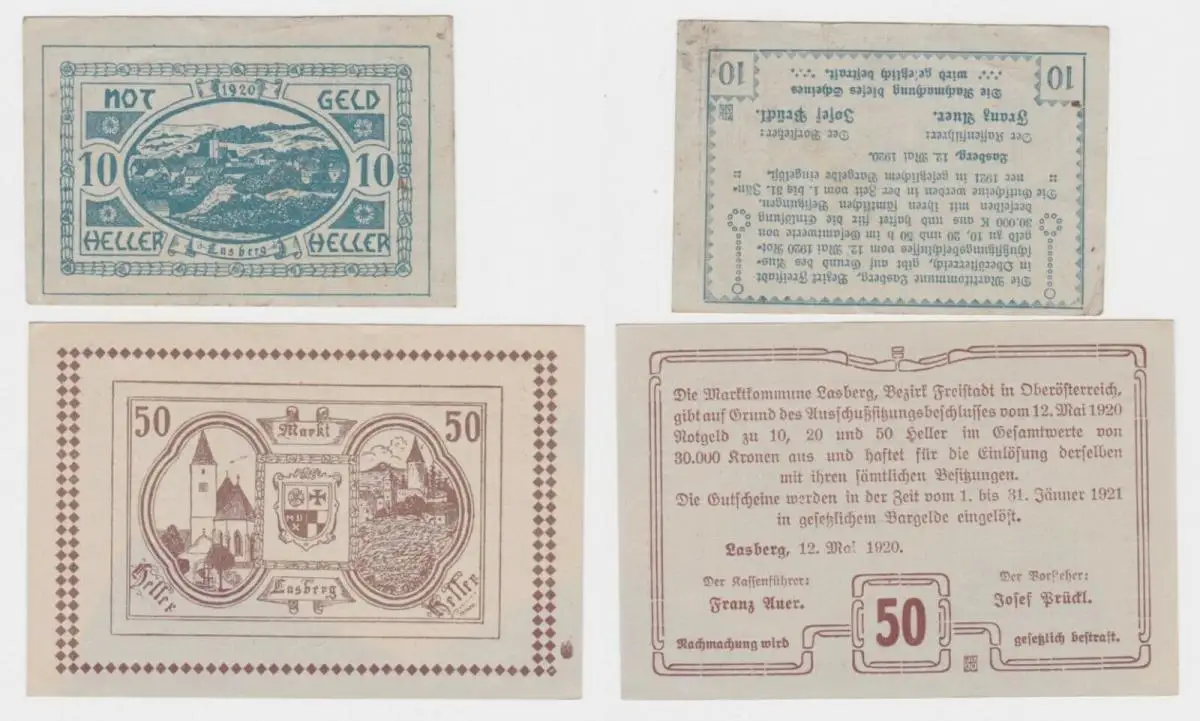 1920
NOT GELD
10 10
HELLER HELLER
Lasberg
10 10
Die Marktkommune Lasberg, Bezirk Freistadt
in Oberösterreich, gibt auf Grund des Aus-
schußsitzungsbeschlusses vom 12. Mai 1920 Not-
geld zu 10, 20 und 50 h im Gesamtwerte von
30.000 K aus und haftet für die Einlösung
derselben mit ihren sämtlichen Besitzungen.
Die Gutscheine werden in der Zeit vom 1. bis 31. Jän-
ner 1921 in gesetzlichem Bargelde eingelöst.
Lasberg, 12. Mai 1920.
Der Kassenführer: Der Vorsteher:
Franz Auer. Josef Prückl.
Die Nachmachung dieses Scheines
wird gesetzlich bestraft.
50 50
Markt
MD
X
Lasberg
Heller Heller
Die Marktkommune Lasberg, Bezirk Freistadt in Oberösterreich,
gibt auf Grund des Ausschußsitzungsbeschlusses vom 12. Mai 1920
Notgeld zu 10, 20 und 50 Heller im Gesamtwerte von
30.000 Kronen aus und haftet für die Einlösung derselben
mit ihren sämtlichen Besitzungen.
Die Gutscheine werden in der Zeit vom 1. bis 31. Jänner 1921
in gesetzlichem Bargelde eingelöst.
Lasberg, 12. Mai 1920.
Der Kassenführer: Der Vorsteher:
Franz Auer. Josef Prückl.
50
Nachmachung wird gesetzlich bestraft.